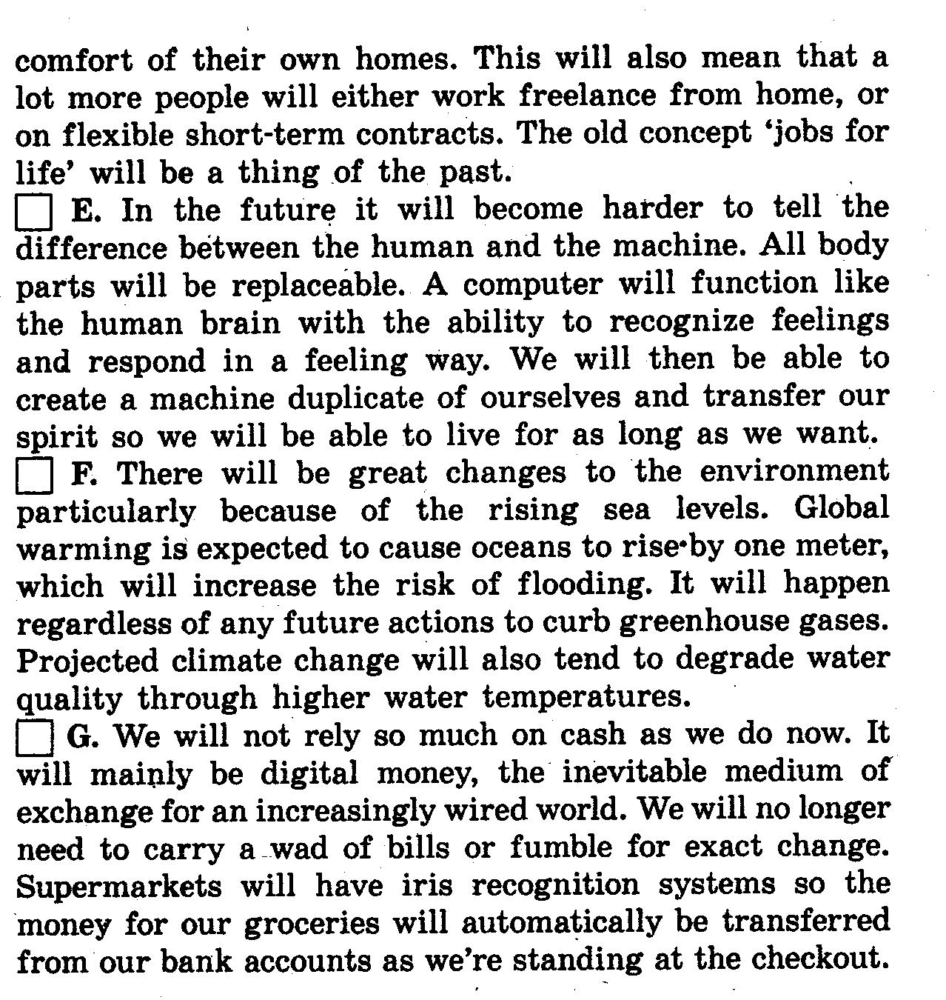 comfort of their own homes. This will also mean that a
lot more people will either work freelance from home, or
on flexible short-term contracts. The old concept ‘jobs for
life’ will be a thing of the past.
E. In the future it will become harder to tell the
difference between the human and the machine. All body
parts will be replaceable. A computer will function like
the human brain with the ability to recognize feelings
and respond in a feeling way. We will then be able to
create a machine duplicate of ourselves and transfer our
spirit so we will be able to live for as long as we want.
F. There will be great changes to the environment
particularly because of the rising sea levels. Global
warming is expected to cause oceans to rise by one meter,
which will increase the risk of flooding. It will happen
regardless of any future actions to curb greenhouse gases.
Projected climate change will also tend to degrade water
quality through higher water temperatures.
G. We will not rely so much on cash as we do now. It
will mainly be digital money, the inevitable medium of
exchange for an increasingly wired world. We will no longer
need to carry a wad of bills or fumble for exact change.
Supermarkets will have iris recognition systems so the
money for our groceries will automatically be transferred
from our bank accounts as we’re standing at the checkout.